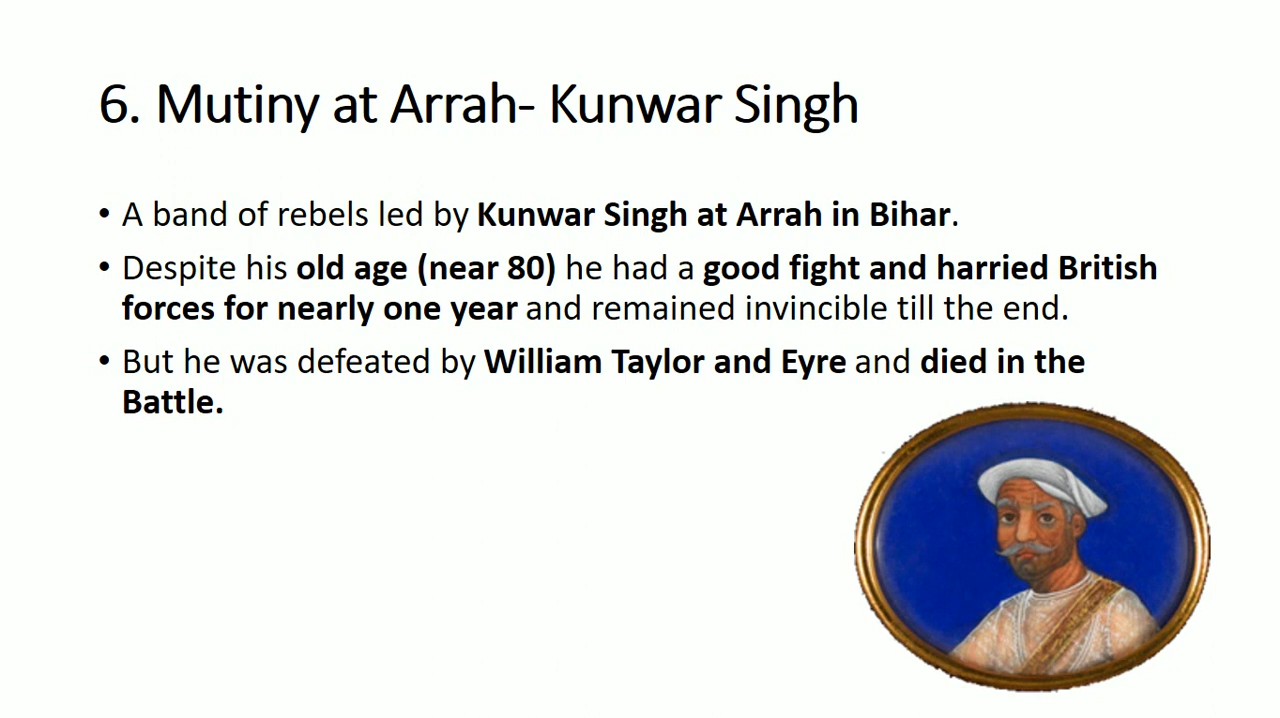 6. Mutiny at Arrah- Kunwar Singh
• A band of rebels led by Kunwar Singh at Arrah in Bihar.
• Despite his old age (near 80) he had a good fight and harried British
forces for nearly one year and remained invincible till the end.
• But he was defeated by William Taylor and Eyre and died in the
Battle.